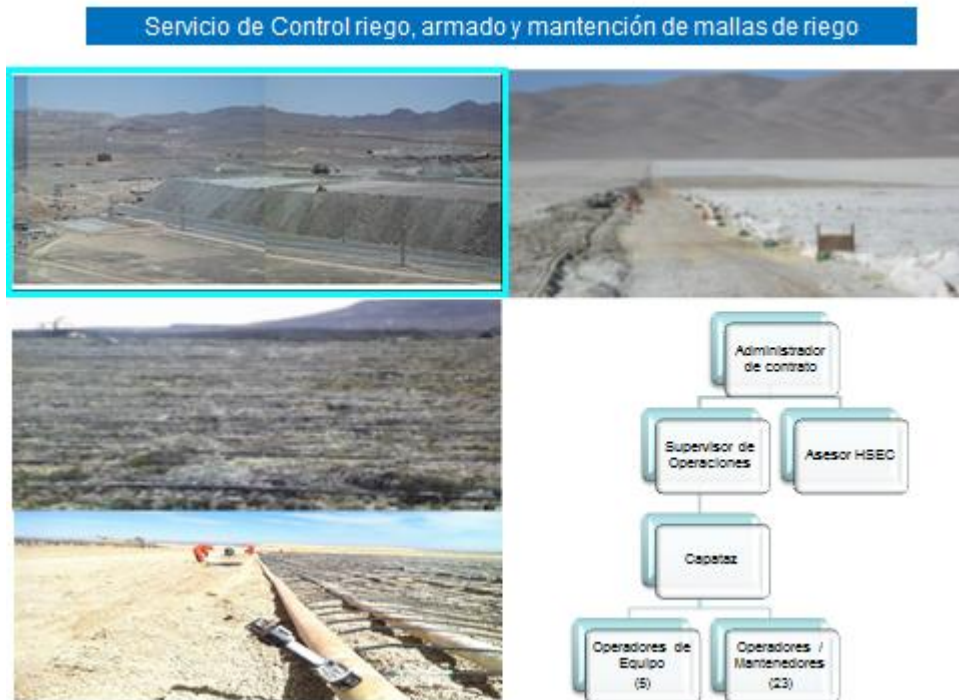 Servicio de Control riego, armado y mantención de mallas de riego
Administrador
de contrato
Supervisor de
Operaciones
Asesor HSEC
Capataz
Operadores de
Equipo
(5)
Operadores /
Mantenedores
(23)